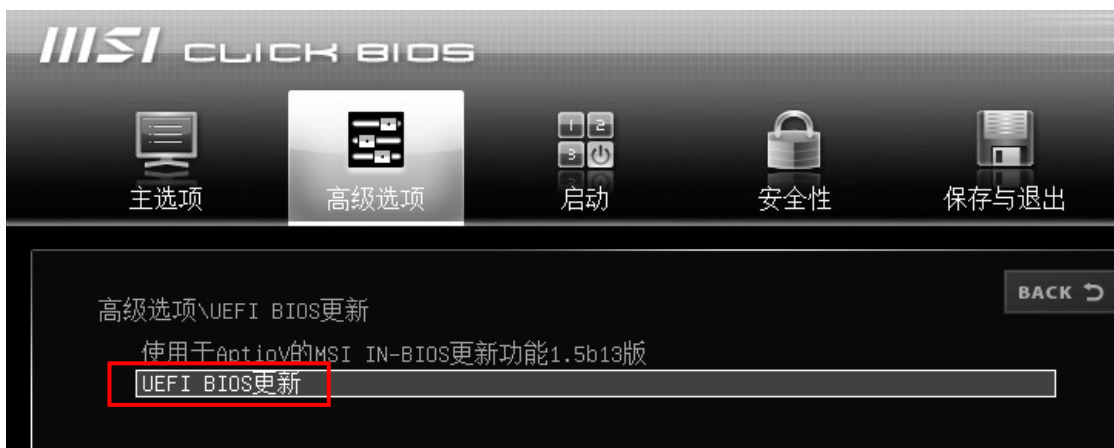 MSI CLICK BIOS
1 2
3
主选项 高级选项 启动 安全性 保存与退出
BACK
高级选项\UEFI BIOS更新
使用于AptioV的MSI IN-BIOS更新功能1.5b13版
UEFI BIOS更新